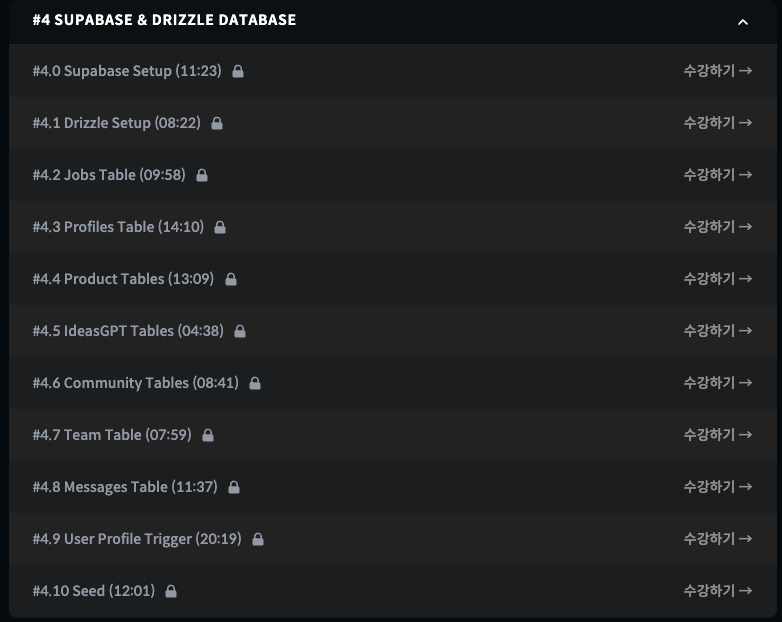 #4 SUPABASE & DRIZZLE DATABASE
#4.0 Supabase Setup (11:23) 수강하기 →
#4.1 Drizzle Setup (08:22) 수강하기 →
#4.2 Jobs Table (09:58) 수강하기 →
#4.3 Profiles Table (14:10) 수강하기 →
#4.4 Product Tables (13:09) 수강하기 →
#4.5 IdeasGPT Tables (04:38) 수강하기 →
#4.6 Community Tables (08:41) 수강하기 →
#4.7 Team Table (07:59) 수강하기 →
#4.8 Messages Table (11:37) 수강하기 →
#4.9 User Profile Trigger (20:19) 수강하기 →
#4.10 Seed (12:01) 수강하기 →